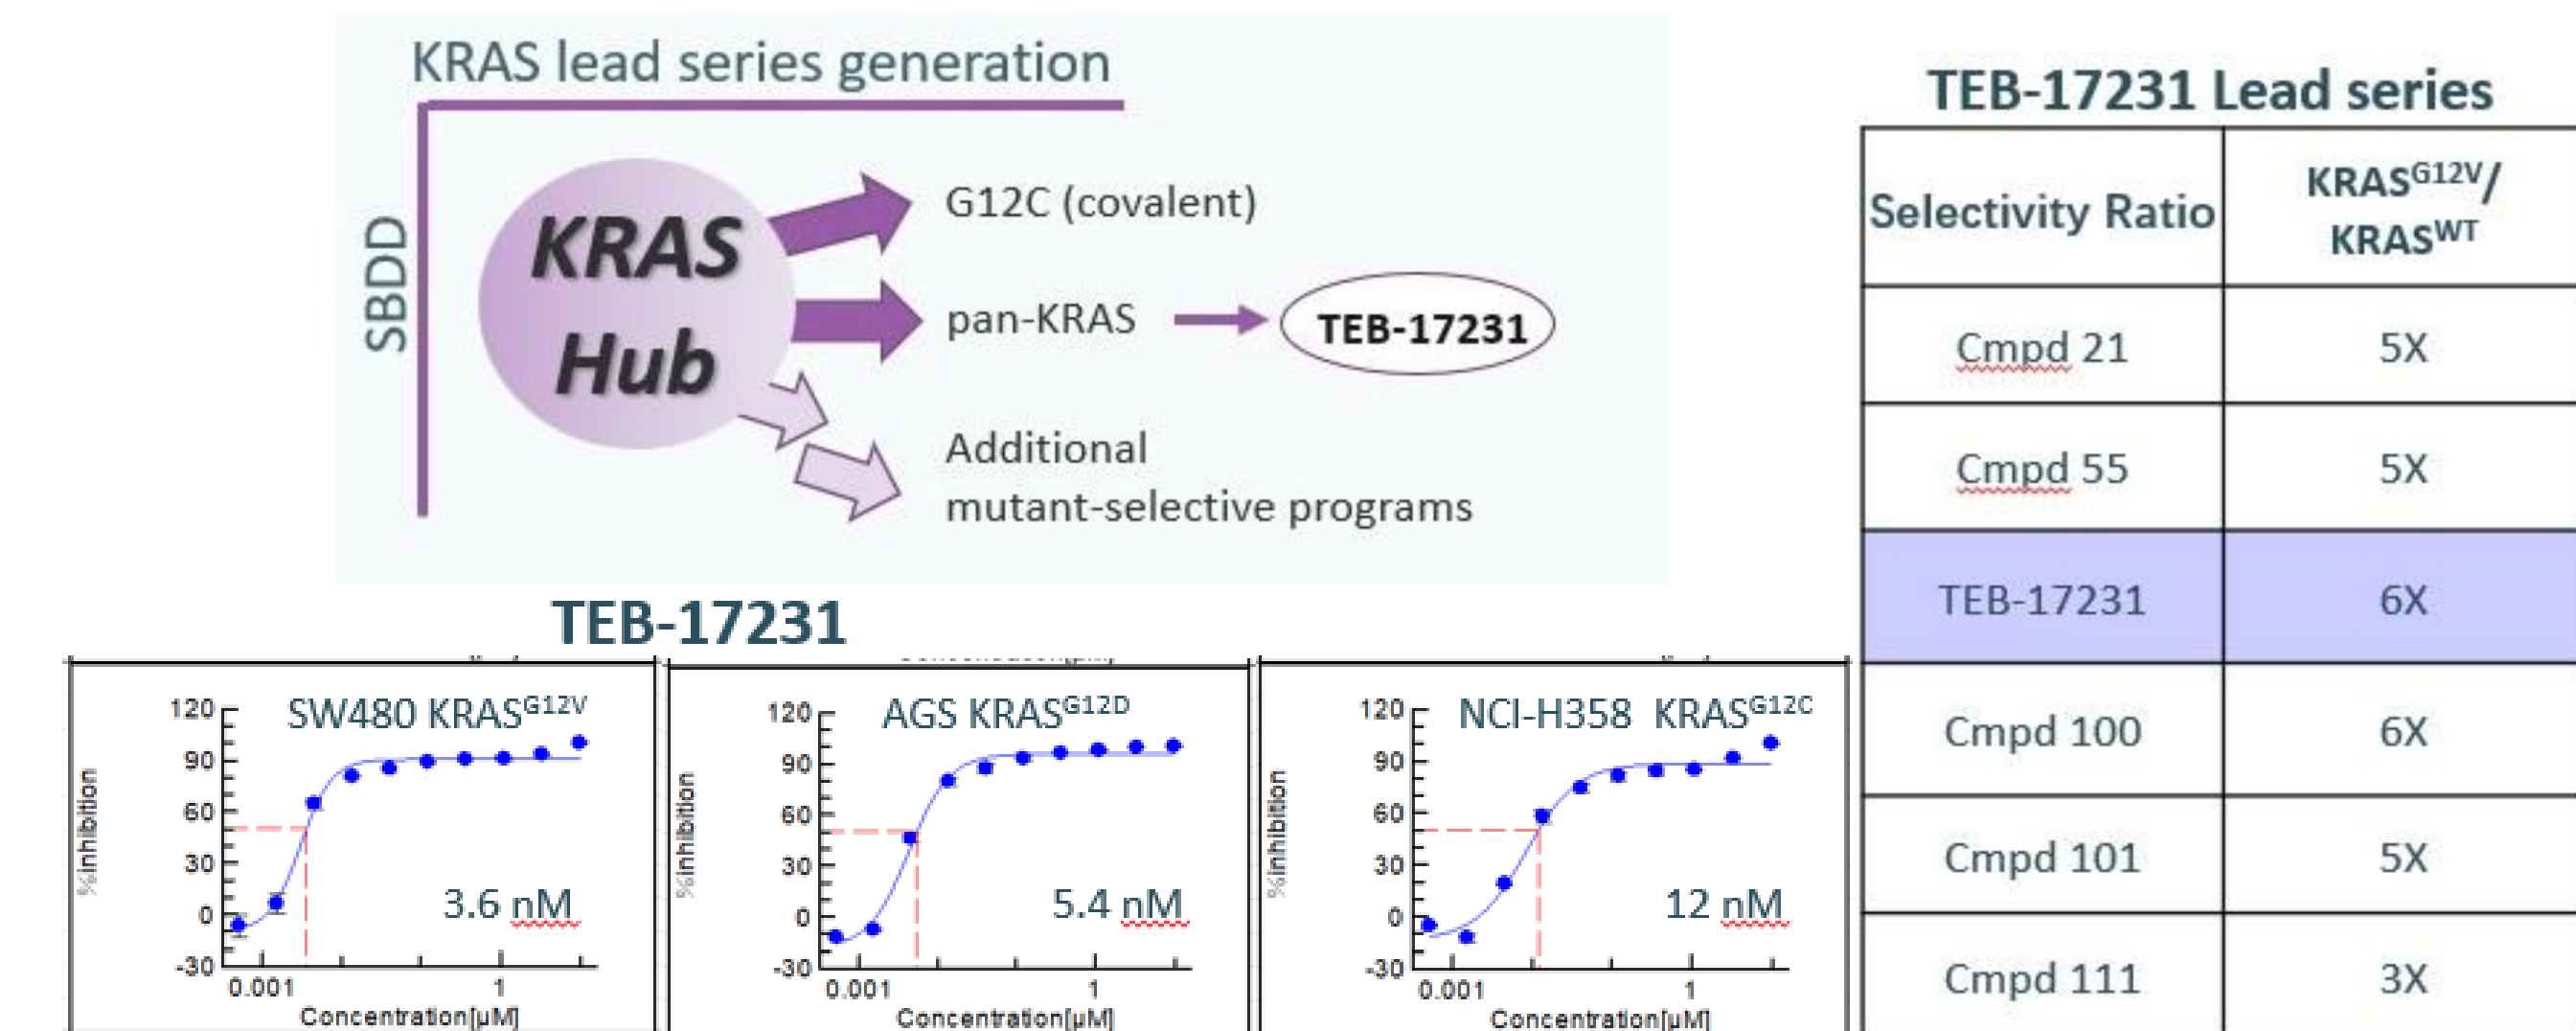 KRAS lead series generation
SBDD
KRAS
Hub
G12C (covalent)
pan-KRAS
TEB-17231
Additional
mutant-selective programs
TEB-17231
SW480 KRASG12V
120
90
60
30
0
-30
%inhibition
3.6 nM
0.001
1
Concentration[µM]
AGS KRASG12D
120
90
60
30
0
-30
%inhibition
5.4 nM
0.001
1
Concentration[µM]
NCI-H358 KRASG12C
120
90
60
30
0
-30
%inhibition
12 nM
0.001
1
Concentration[µM]
TEB-17231 Lead series
Selectivity Ratio
KRASG12V/
KRASWT
Cmpd 21 5X
Cmpd 55 5X
TEB-17231 6X
Cmpd 100 6X
Cmpd 101 5X
Cmpd 111 3X